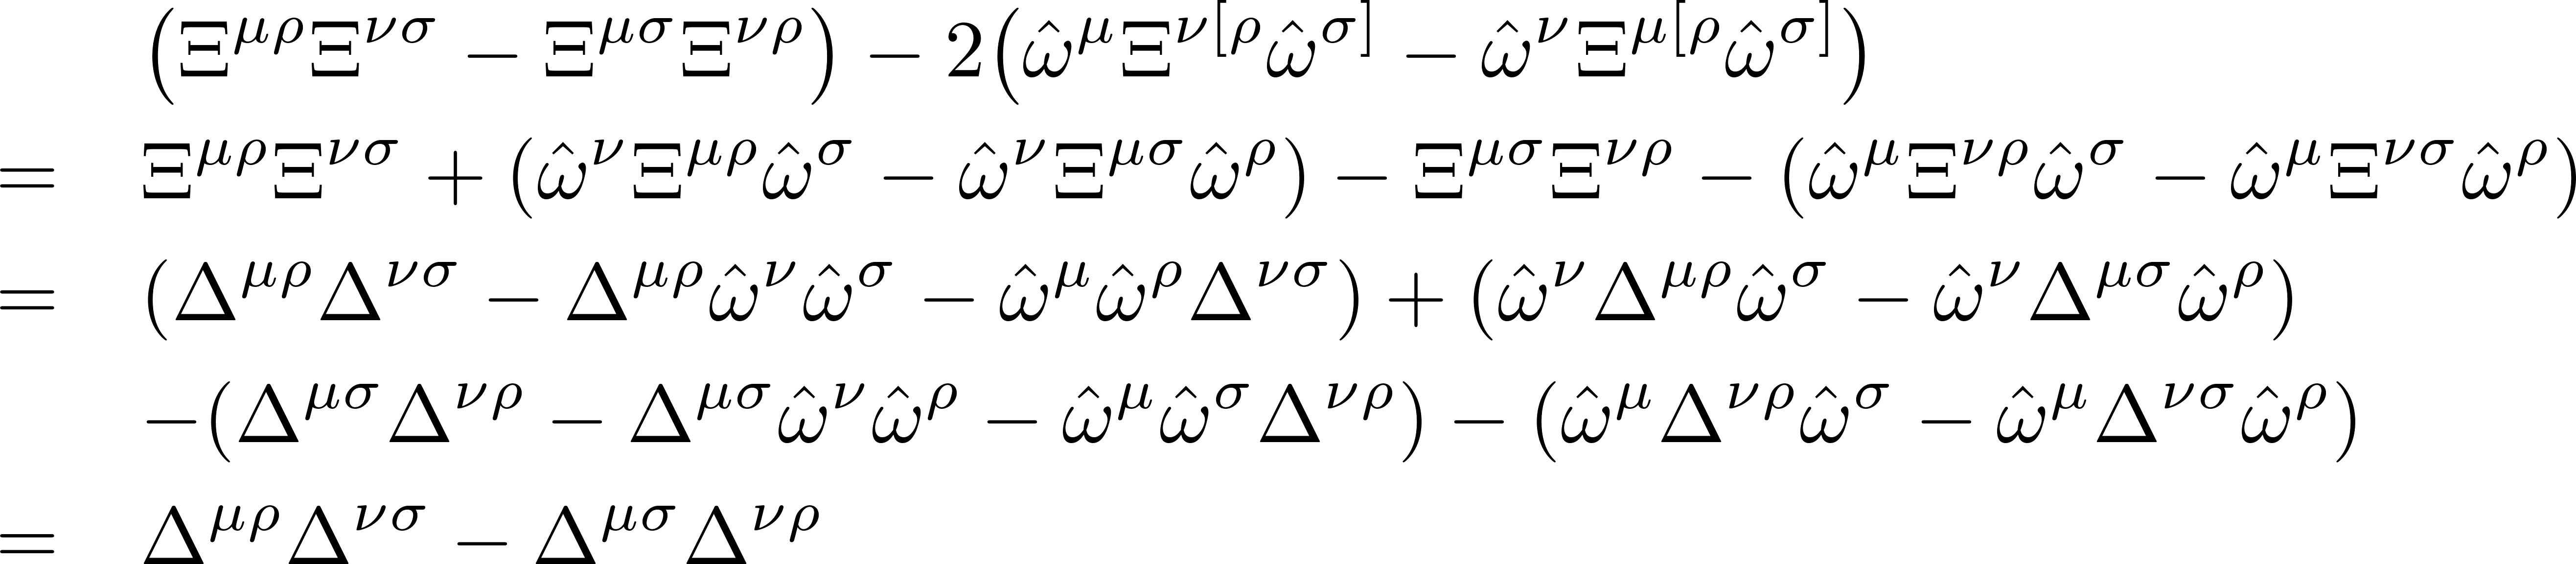 (Ξ^{μρ}Ξ^{νσ} − Ξ^{μσ}Ξ^{νρ}) − 2(ω̂^μ Ξ^{ν[ρ}ω̂^{σ]} − ω̂^ν Ξ^{μ[ρ}ω̂^{σ]})
= Ξ^{μρ}Ξ^{νσ} + (ω̂^ν Ξ^{μρ}ω̂^σ − ω̂^ν Ξ^{μσ}ω̂^ρ) − Ξ^{μσ}Ξ^{νρ} − (ω̂^μ Ξ^{νρ}ω̂^σ − ω̂^μ Ξ^{νσ}ω̂^ρ)
= (Δ^{μρ}Δ^{νσ} − Δ^{μρ}ω̂^ν ω̂^σ − ω̂^μ ω̂^ρ Δ^{νσ}) + (ω̂^ν Δ^{μρ}ω̂^σ − ω̂^ν Δ^{μσ}ω̂^ρ)
−(Δ^{μσ}Δ^{νρ} − Δ^{μσ}ω̂^ν ω̂^ρ − ω̂^μ ω̂^σ Δ^{νρ}) − (ω̂^μ Δ^{νρ}ω̂^σ − ω̂^μ Δ^{νσ}ω̂^ρ)
= Δ^{μρ}Δ^{νσ} − Δ^{μσ}Δ^{νρ}